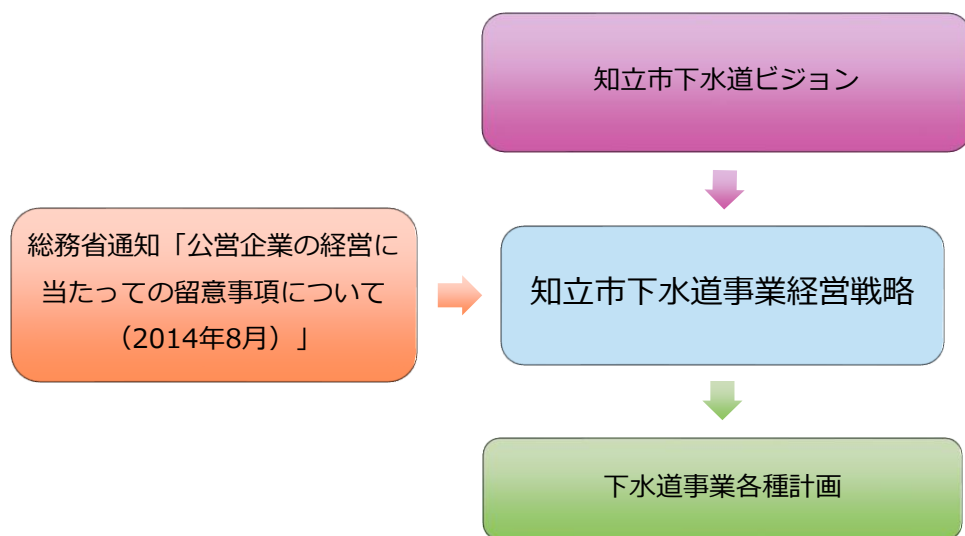 知立市下水道ビジョン
総務省通知「公営企業の経営に
当たっての留意事項について
（2014年8月）」
知立市下水道事業経営戦略
下水道事業各種計画